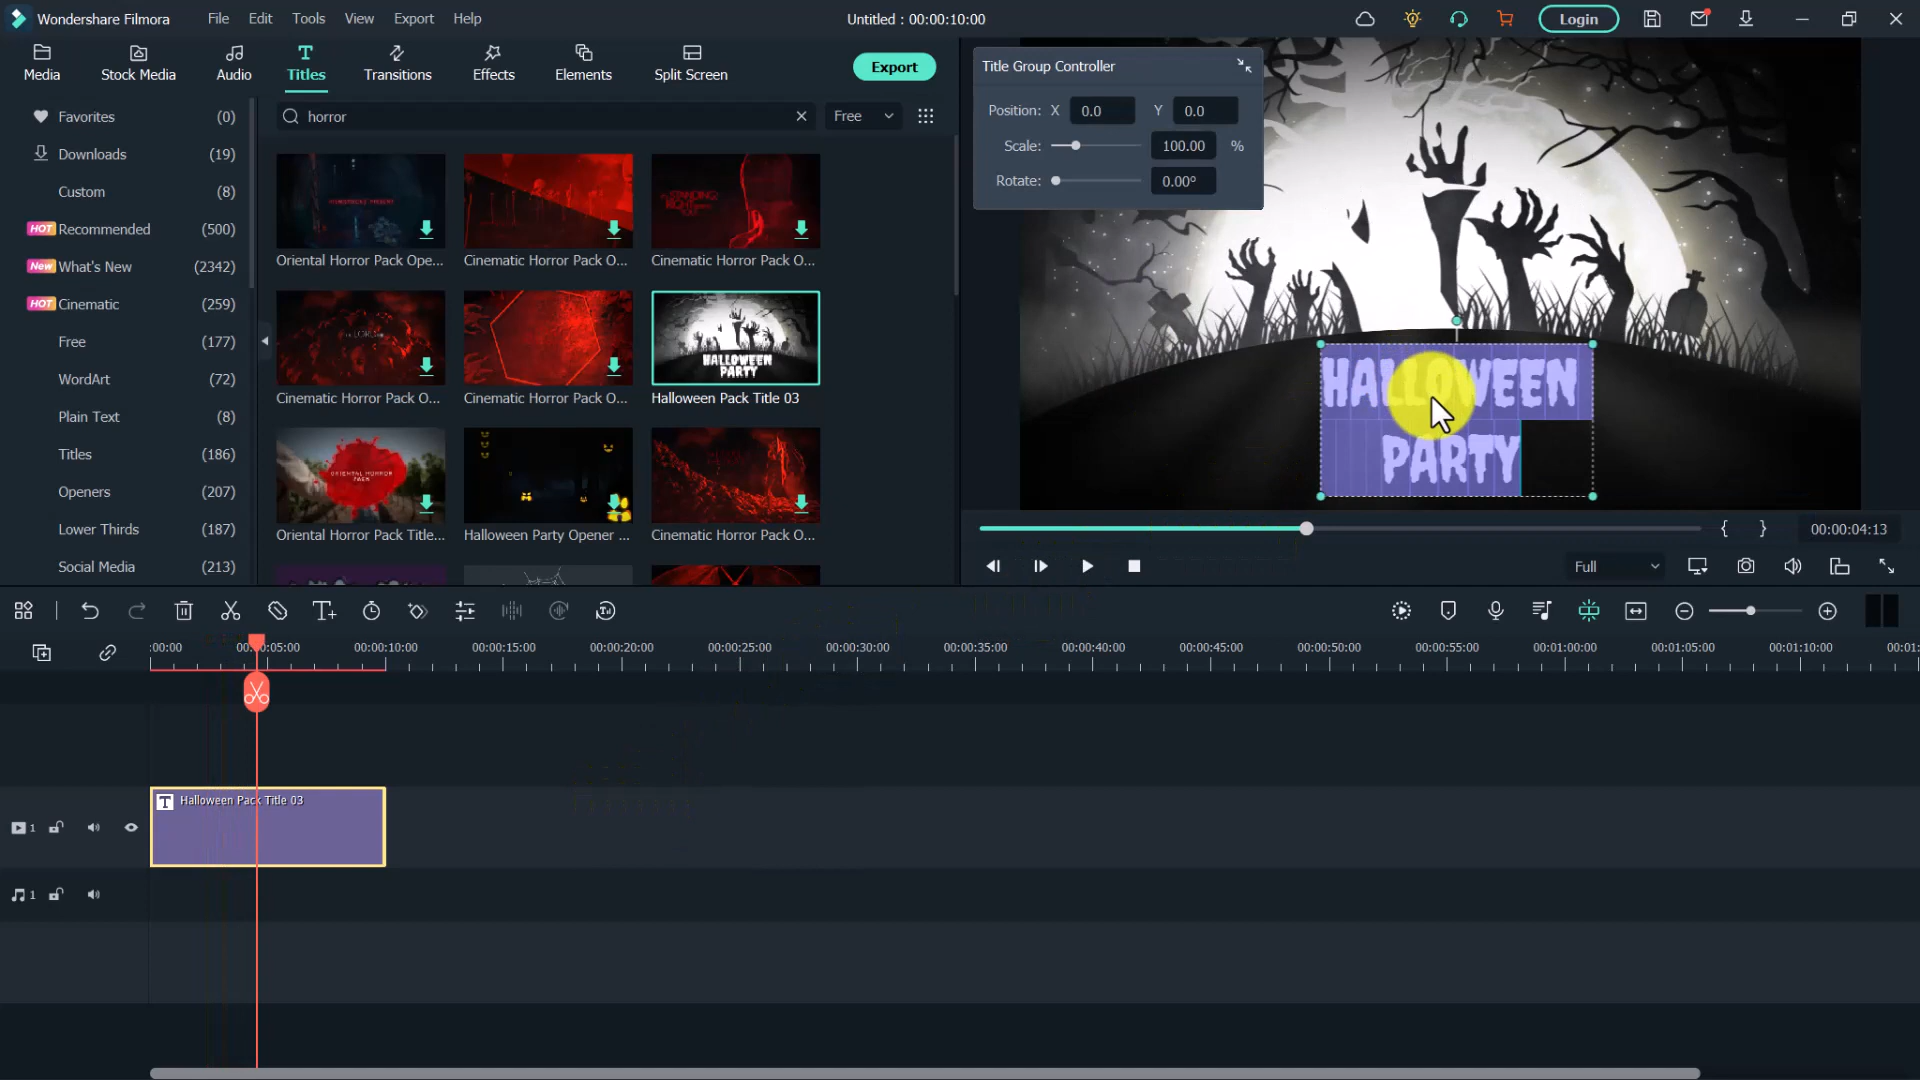 Wondershare Filmora
File
Edit
Tools
View
Export
Help
Untitled : 00:00:10:00
Login
Media
Stock Media
Audio
Titles
Transitions
Effects
Elements
Split Screen
Export
Favorites (0)
Downloads (19)
Custom (8)
HOT Recommended (500)
New What's New (2342)
HOT Cinematic (259)
Free (177)
WordArt (72)
Plain Text (8)
Titles (186)
Openers (207)
Lower Thirds (187)
Social Media (213)
horror
Free
Oriental Horror Pack Ope...
Cinematic Horror Pack O...
Cinematic Horror Pack O...
Cinematic Horror Pack O...
Cinematic Horror Pack O...
HALLOWEEN
PARTY
Halloween Pack Title 03
ORIENTAL HORROR
PACK
Oriental Horror Pack Title...
Halloween Party Opener ...
Cinematic Horror Pack O...
Title Group Controller
Position: X 0.0 Y 0.0
Scale: 100.00 %
Rotate: 0.00°
HALLOWEEN
PARTY
00:00:04:13
Full
:00:00
00:00:05:00
00:00:10:00
00:00:15:00
00:00:20:00
00:00:25:00
00:00:30:00
00:00:35:00
00:00:40:00
00:00:45:00
00:00:50:00
00:00:55:00
00:01:00:00
00:01:05:00
00:01:10:00
00:01:
T Halloween Pack Title 03
1
1